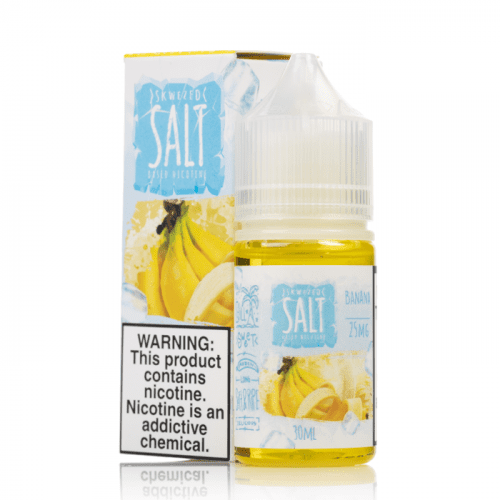 SKWEZED
SALT
WARNING:
This product
contains
nicotine.
Nicotine is an
addictive
chemical.
SKWEZED
SALT
BANANA
25MG
30ML